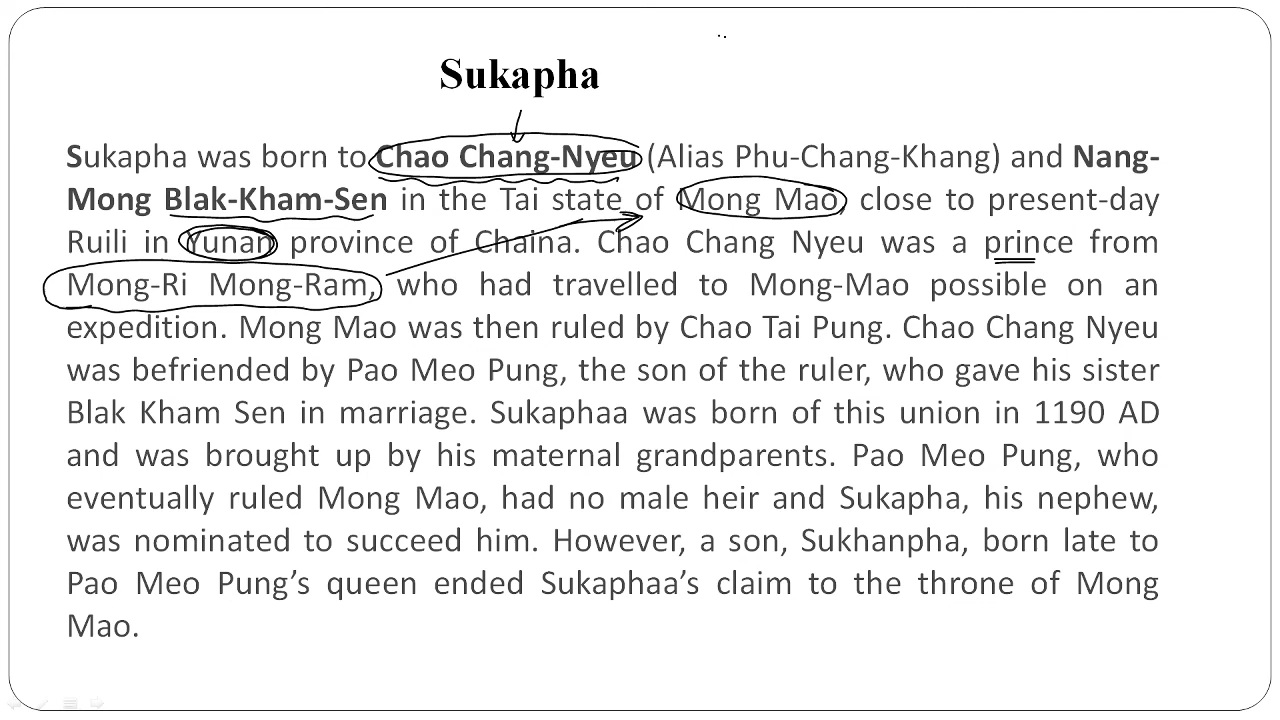 Sukapha
Sukapha was born to Chao Chang-Nyeu (Alias Phu-Chang-Khang) and Nang-
Mong Blak-Kham-Sen in the Tai state of Mong Mao, close to present-day
Ruili in Yunan province of Chaina. Chao Chang Nyeu was a prince from
Mong-Ri Mong-Ram, who had travelled to Mong-Mao possible on an
expedition. Mong Mao was then ruled by Chao Tai Pung. Chao Chang Nyeu
was befriended by Pao Meo Pung, the son of the ruler, who gave his sister
Blak Kham Sen in marriage. Sukaphaa was born of this union in 1190 AD
and was brought up by his maternal grandparents. Pao Meo Pung, who
eventually ruled Mong Mao, had no male heir and Sukapha, his nephew,
was nominated to succeed him. However, a son, Sukhanpha, born late to
Pao Meo Pung’s queen ended Sukaphaa’s claim to the throne of Mong
Mao.